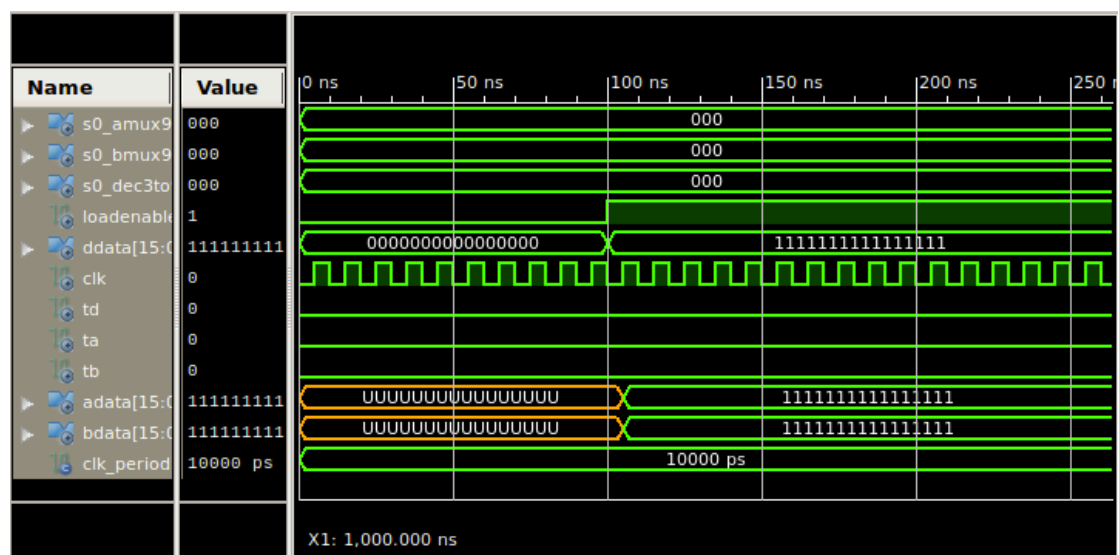 Name Value 0 ns 50 ns 100 ns 150 ns 200 ns 250 n
s0_amux9 000 000
s0_bmux9 000 000
s0_dec3to 000 000
loadenable 1
ddata[15:0 111111111 0000000000000000 1111111111111111
clk 0
td 0
ta 0
tb 0
adata[15:0 111111111 UUUUUUUUUUUUUUUU 1111111111111111
bdata[15:0 111111111 UUUUUUUUUUUUUUUU 1111111111111111
clk_period 10000 ps 10000 ps
X1: 1,000.000 ns